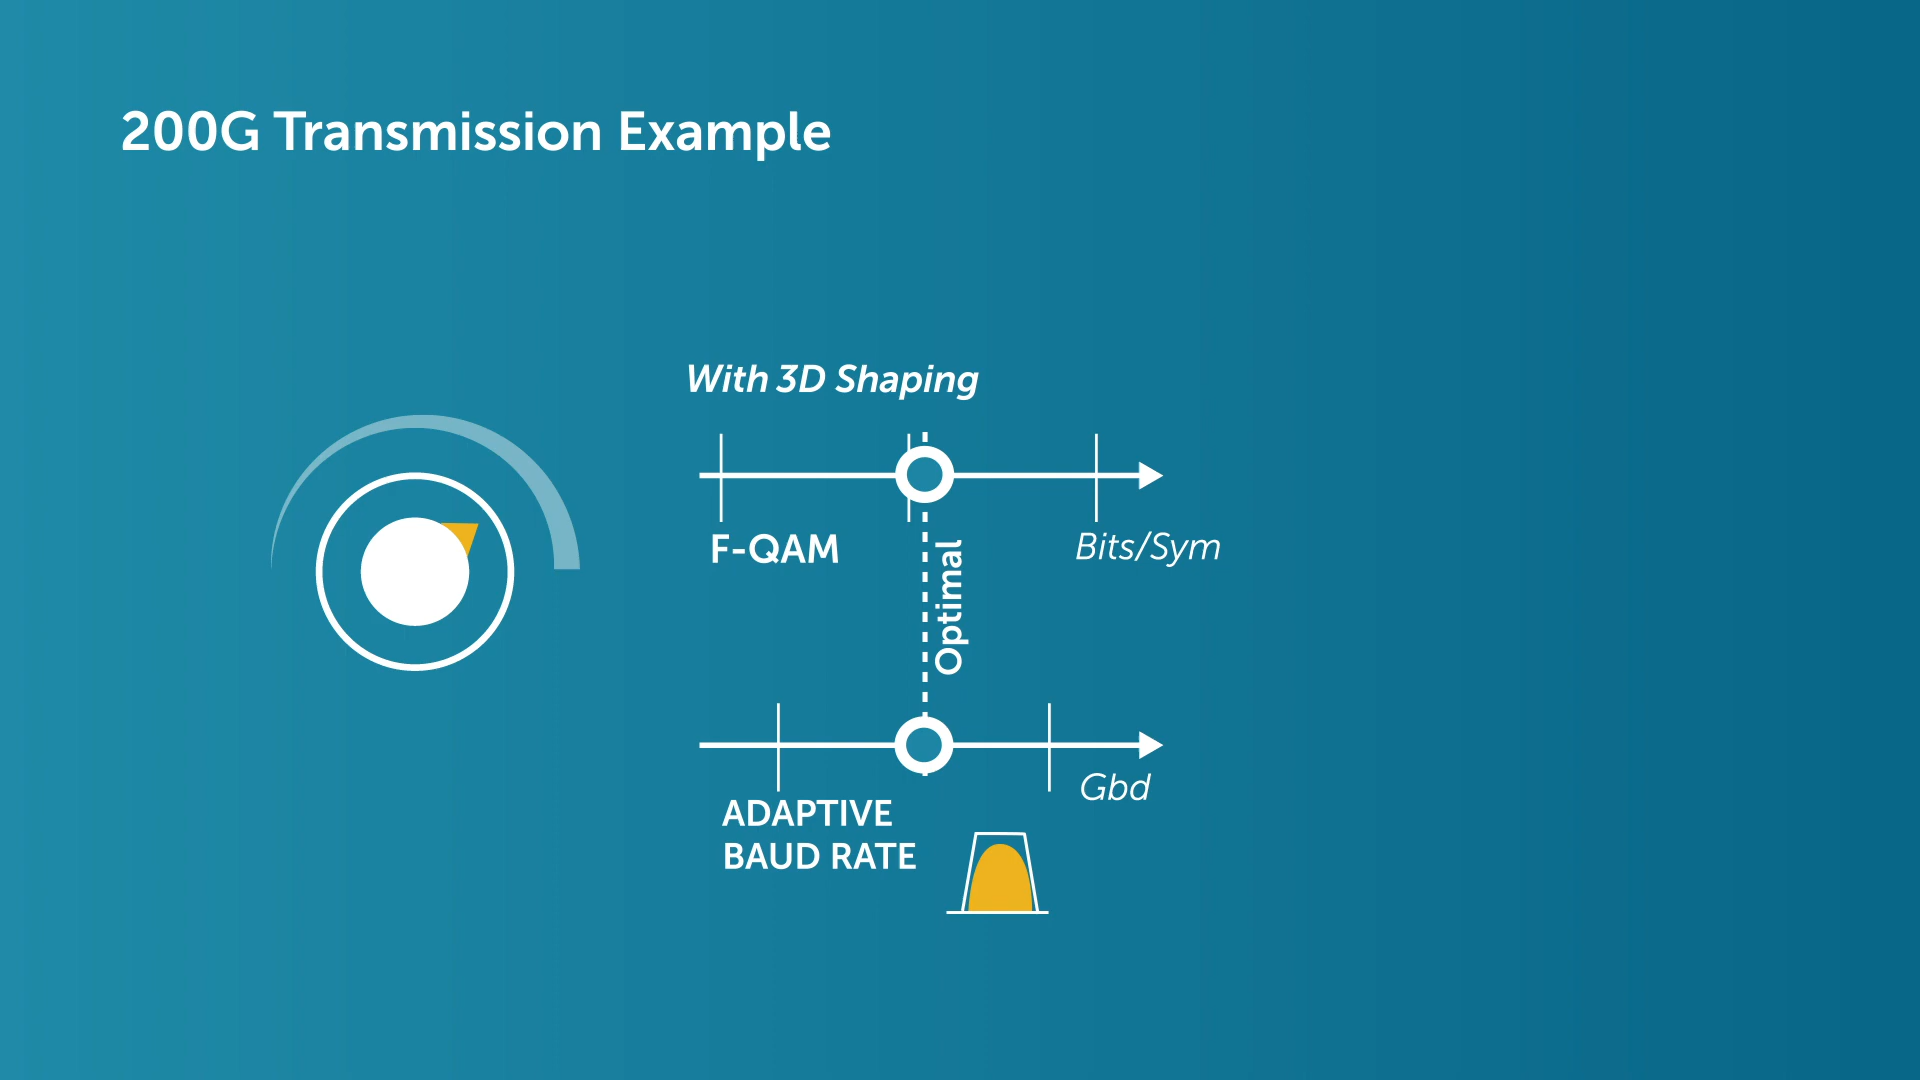 200G Transmission Example
With 3D Shaping
F-QAM
Bits/Sym
Optimal
Gbd
ADAPTIVE
BAUD RATE